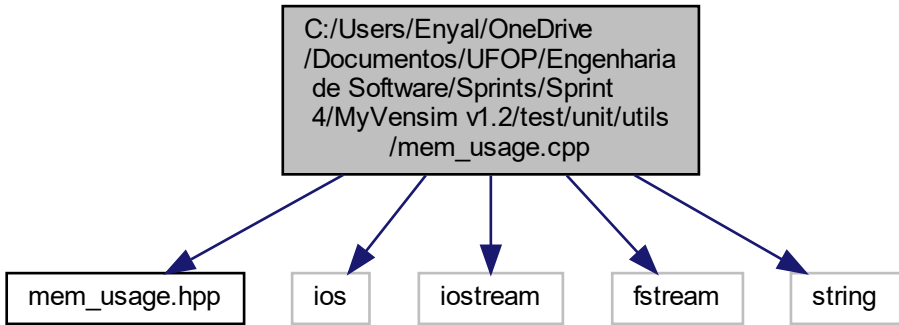 C:/Users/Enyal/OneDrive
/Documentos/UFOP/Engenharia
de Software/Sprints/Sprint
4/MyVensim v1.2/test/unit/utils
/mem_usage.cpp
mem_usage.hpp
ios
iostream
fstream
string